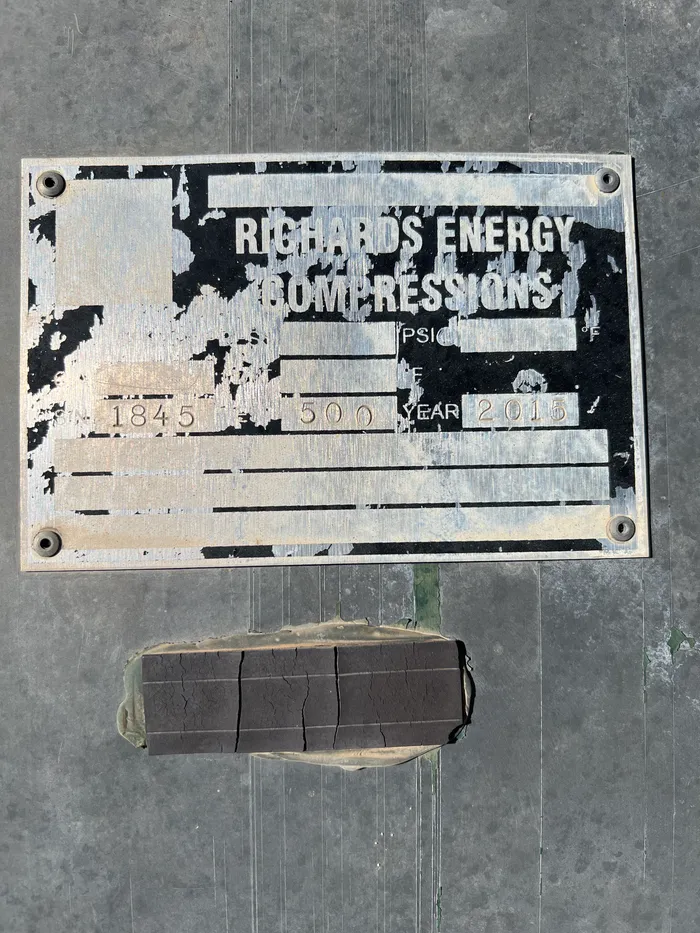 RICHARDS ENERGY
COMPRESSIONS
PSIG °F
°F
S/N 1845 500 YEAR 2015